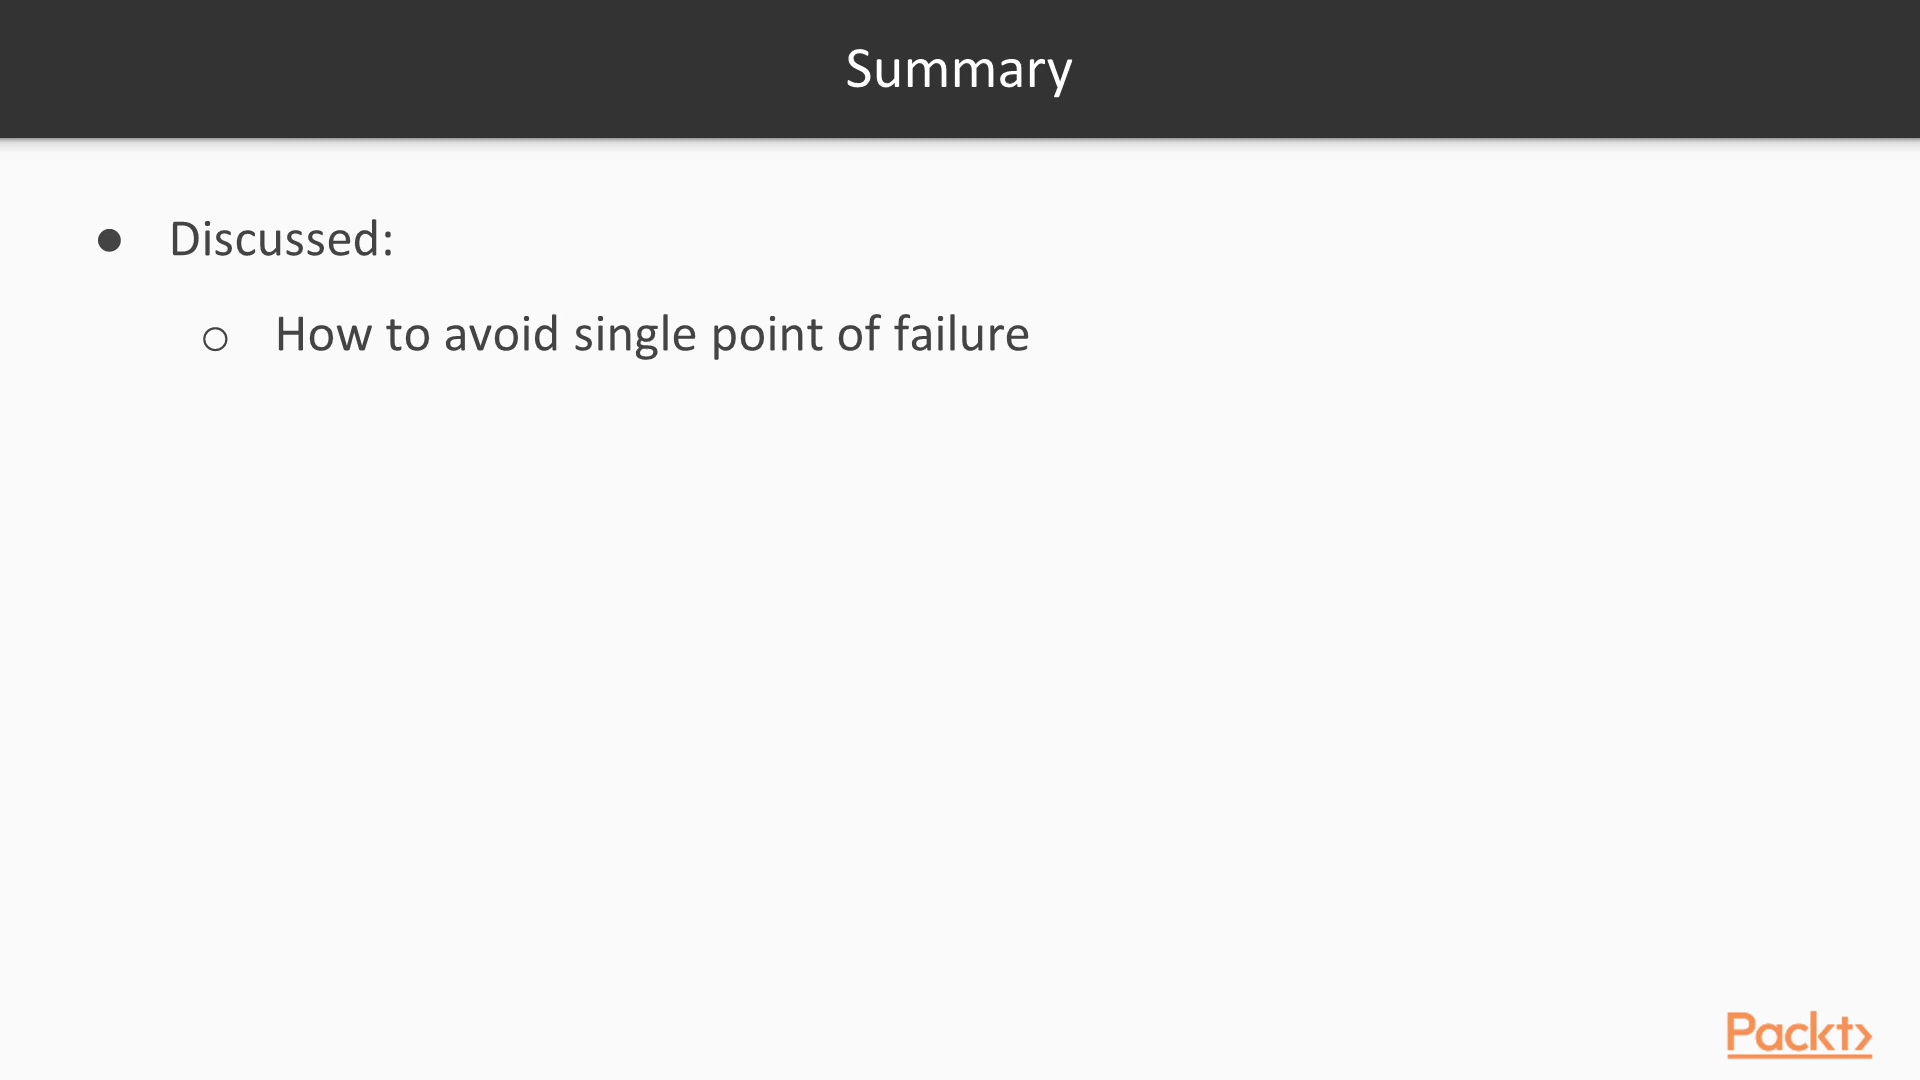 Summary
● Discussed:
○ How to avoid single point of failure
Packt>